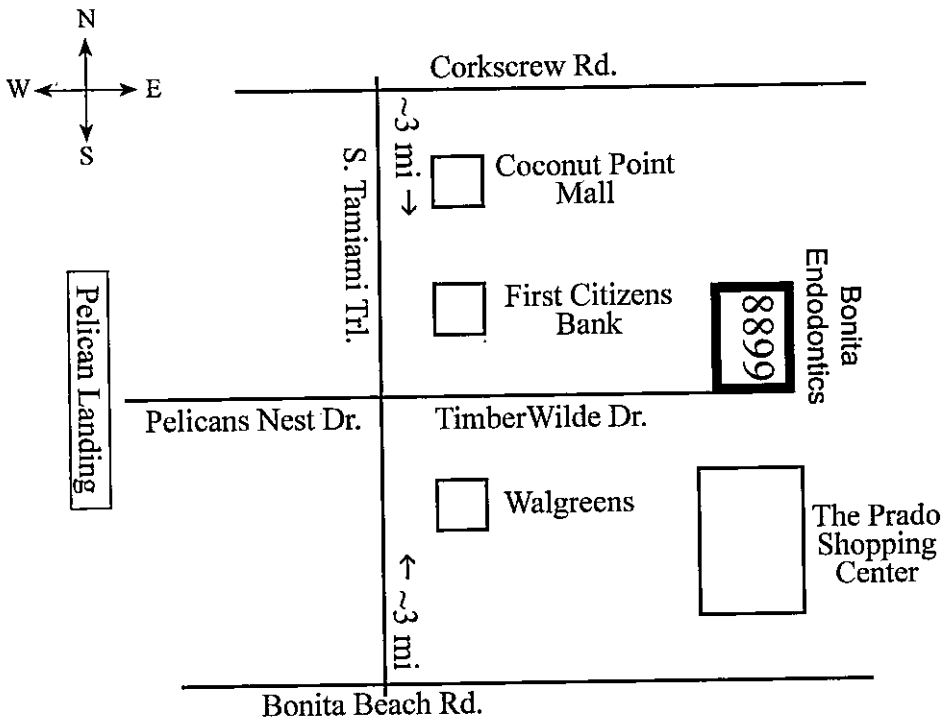 N
W
E
S
Corkscrew Rd.
~3 mi →
S. Tamiami Trl.
Coconut Point
Mall
First Citizens
Bank
Bonita
Endodontics
8899
Pelican Landing
Pelicans Nest Dr.
TimberWilde Dr.
Walgreens
The Prado
Shopping
Center
← ~3 mi
Bonita Beach Rd.